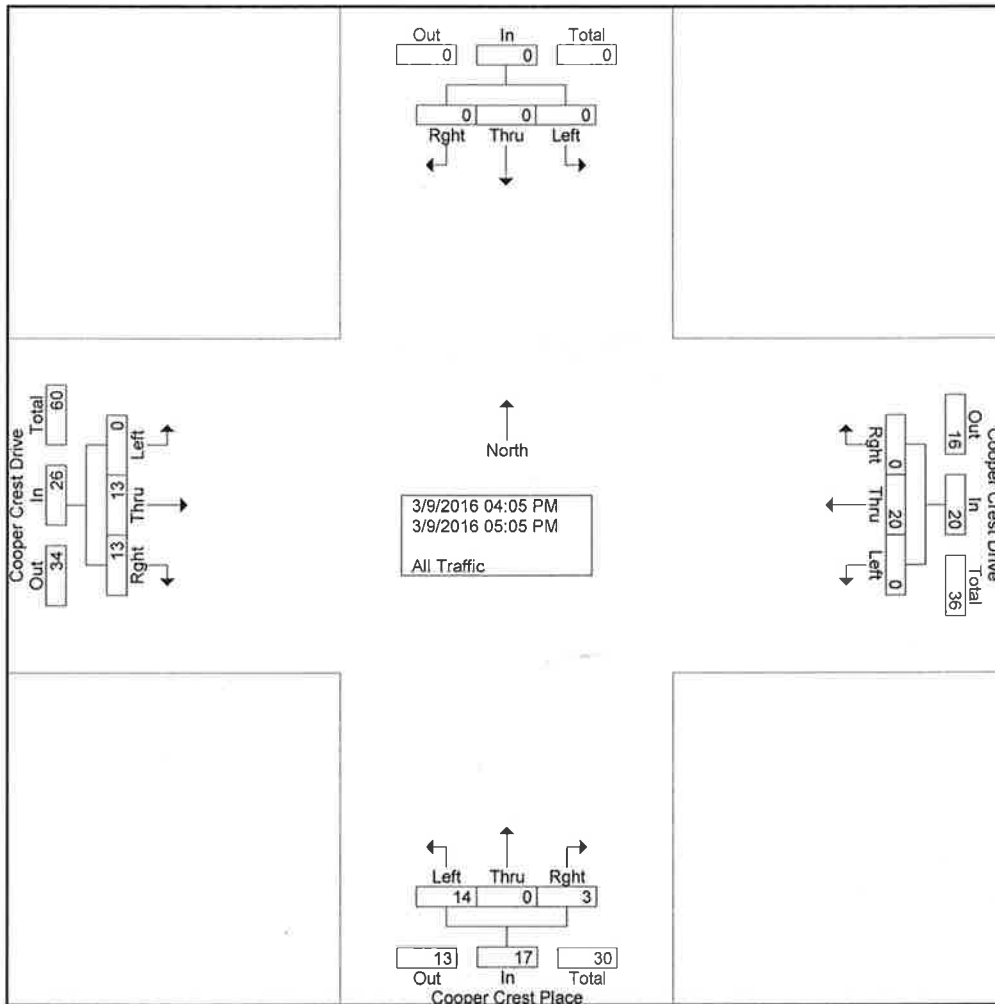 Out In Total
0 0 0
0 0 0
Rght Thru Left
Cooper Crest Drive
Total In Out
60 26 34
0 13 13
Left Thru Rght
North
3/9/2016 04:05 PM
3/9/2016 05:05 PM
All Traffic
Rght Thru Left
0 20 0
16 20 36
Out In Total
Cooper Crest Drive
Left Thru Rght
14 0 3
13 17 30
Out In Total
Cooper Crest Place